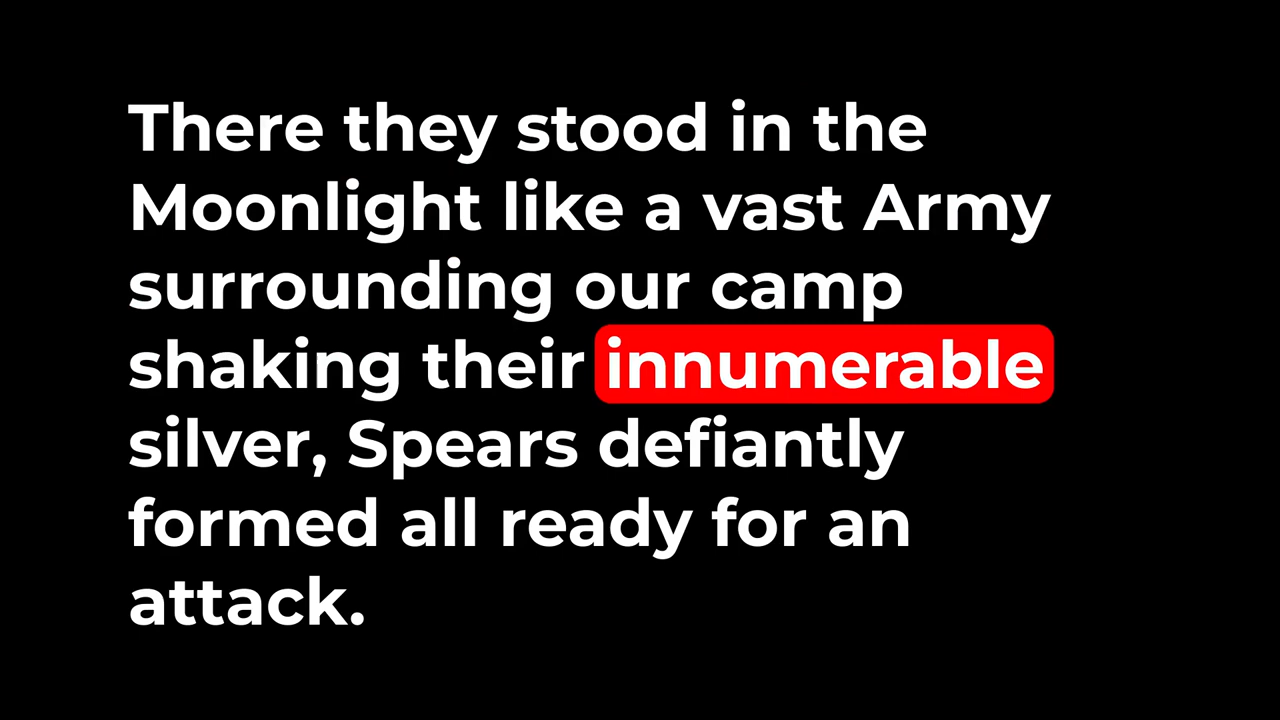 There they stood in the
Moonlight like a vast Army
surrounding our camp
shaking their innumerable
silver, Spears defiantly
formed all ready for an
attack.